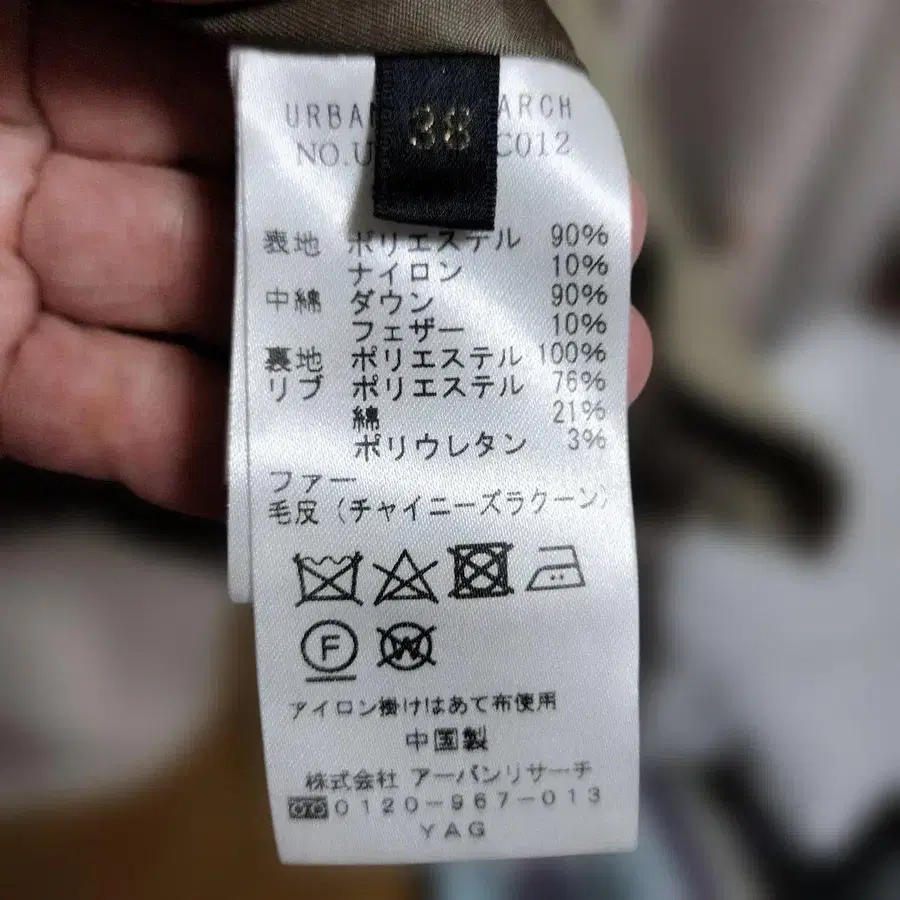 URBA ARCH
38
NO.U C012
表地 ポリエステル 90%
ナイロン 10%
中綿 ダウン 90%
フェザー 10%
裏地 ポリエステル 100%
リブ ポリエステル 76%
綿 21%
ポリウレタン 3%
ファー
毛皮(チャイニーズラクーン)
F W
アイロン掛けはあて布使用
中国製
株式会社 アーバンリサーチ
0120-967-013
YAG